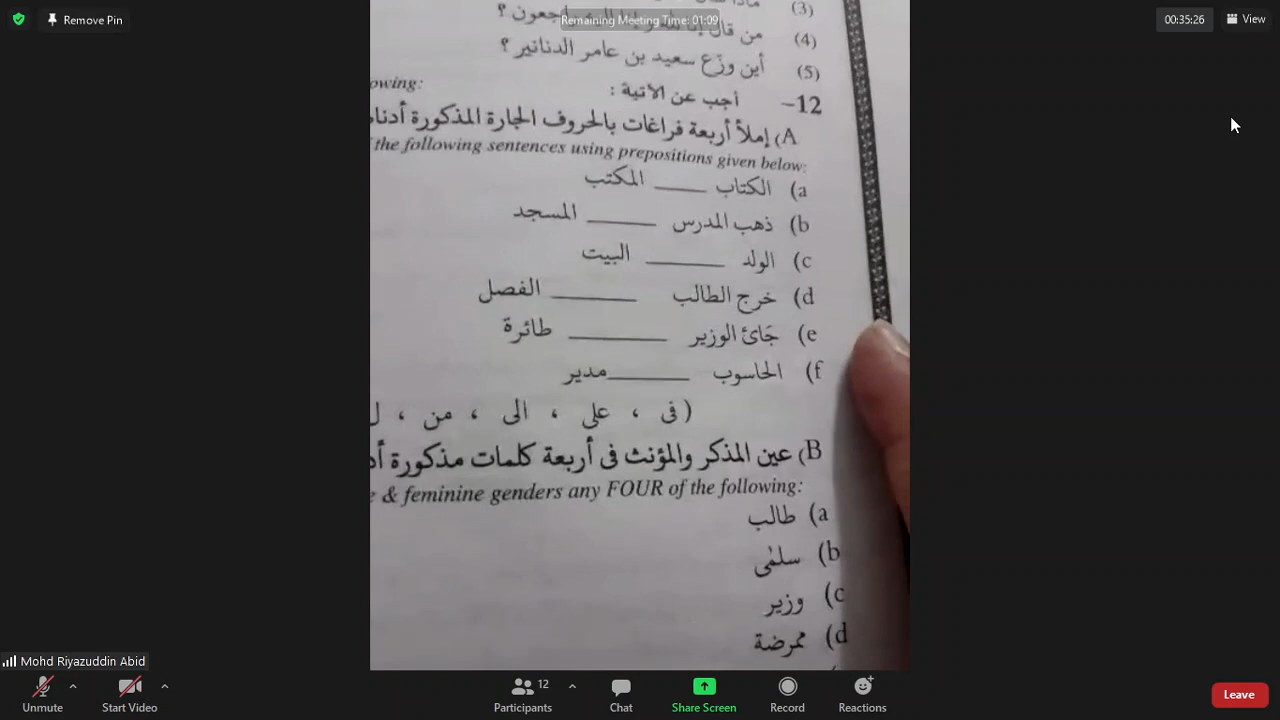 Remove Pin
Remaining Meeting Time: 01:09
00:35:26
View
(3)
(4) من قال
(5) أين وزّع سعيد بن عامر الدنانير ؟
owing:
12- أجب عن الآتية :
A) إملأ أربعة فراغات بالحروف الجارة المذكورة أدناه
the following sentences using prepositions given below:
a) الكتاب ____ المكتب
b) ذهب المدرس ____ المسجد
c) الولد ____ البيت
d) خرج الطالب ____ الفصل
e) جَائ الوزير ____ طائرة
f) الحاسوب ____مدير
( فى ، على ، الى ، من ، ل
B) عين المذكر والمؤنث فى أربعة كلمات مذكورة
& feminine genders any FOUR of the following:
a) طالب
b) سلمٰى
c) وزير
d) ممرضة
Mohd Riyazuddin Abid
Unmute
Start Video
12
Participants
Chat
Share Screen
Record
Reactions
Leave